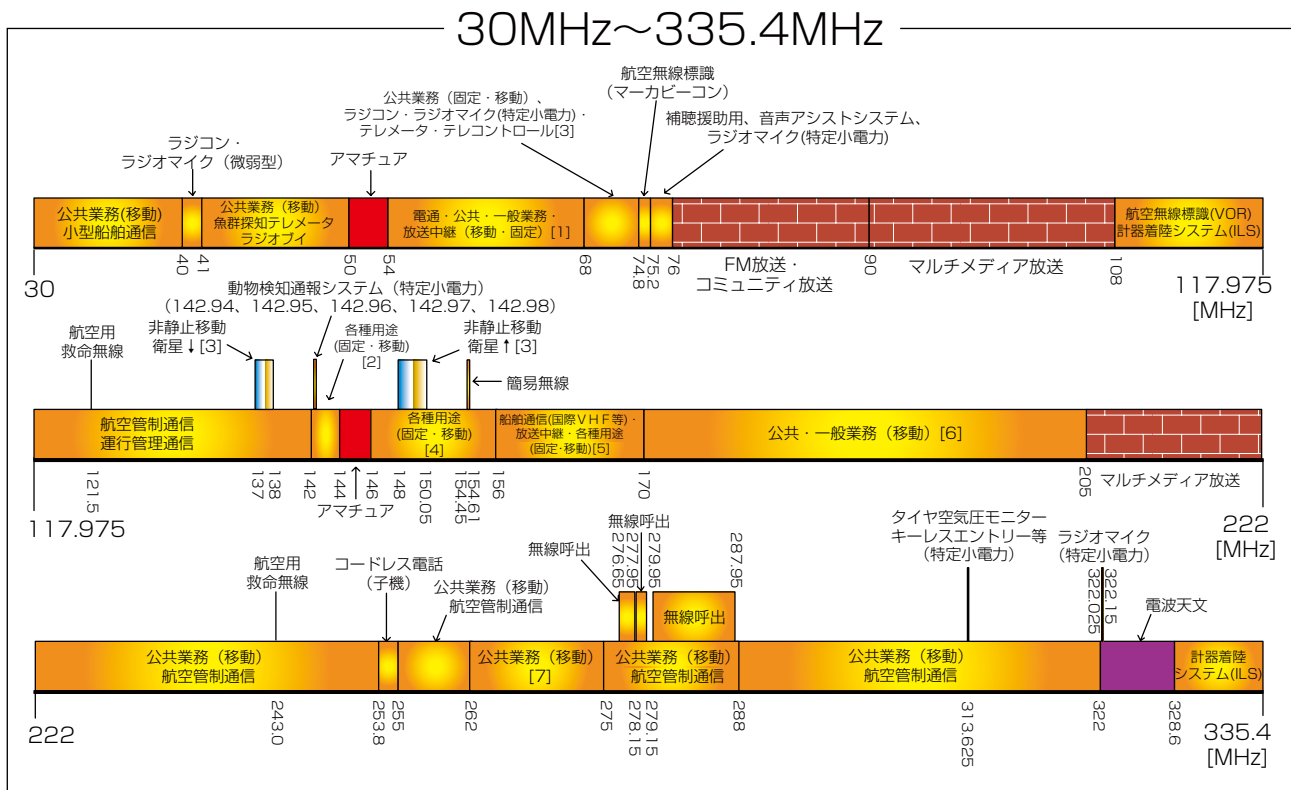 30MHz～335.4MHz
航空無線標識
（マーカビーコン）
公共業務（固定・移動）、
ラジコン・ラジオマイク(特定小電力)・
テレメータ・テレコントロール[3]
補聴援助用、音声アシストシステム、
ラジオマイク(特定小電力)
ラジコン・
ラジオマイク（微弱型）
アマチュア
公共業務(移動)
小型船舶通信
公共業務（移動）
魚群探知テレメータ
ラジオブイ
電通・公共・一般業務・
放送中継（移動・固定）[1]
航空無線標識(VOR)
計器着陸システム(ILS)
30
40
41
50
54
68
74.8
75.2
76
FM放送・
コミュニティ放送
90
マルチメディア放送
108
117.975
[MHz]
動物検知通報システム（特定小電力）
（142.94、142.95、142.96、142.97、142.98）
航空用
救命無線
非静止移動
衛星↓[3]
各種用途
(固定・移動)
[2]
非静止移動
衛星↑[3]
簡易無線
航空管制通信
運行管理通信
各種用途
(固定・移動)
[4]
船舶通信(国際ＶＨＦ等)・
放送中継・各種用途
(固定・移動)[5]
公共・一般業務（移動）[6]
117.975
121.5
137
138
142
144
146
アマチュア
148
150.05
154.45
154.61
156
170
205
マルチメディア放送
222
[MHz]
航空用
救命無線
コードレス電話
（子機）
公共業務（移動）
航空管制通信
無線呼出
無線呼出
276.65
277.95
279.95
287.95
無線呼出
タイヤ空気圧モニター
キーレスエントリー等
（特定小電力）
ラジオマイク
（特定小電力）
322.025
322.15
電波天文
公共業務（移動）
航空管制通信
公共業務（移動）
[7]
公共業務（移動）
航空管制通信
公共業務（移動）
航空管制通信
計器着陸
システム(ILS)
222
243.0
253.8
255
262
275
278.15
279.15
288
313.625
322
328.6
335.4
[MHz]